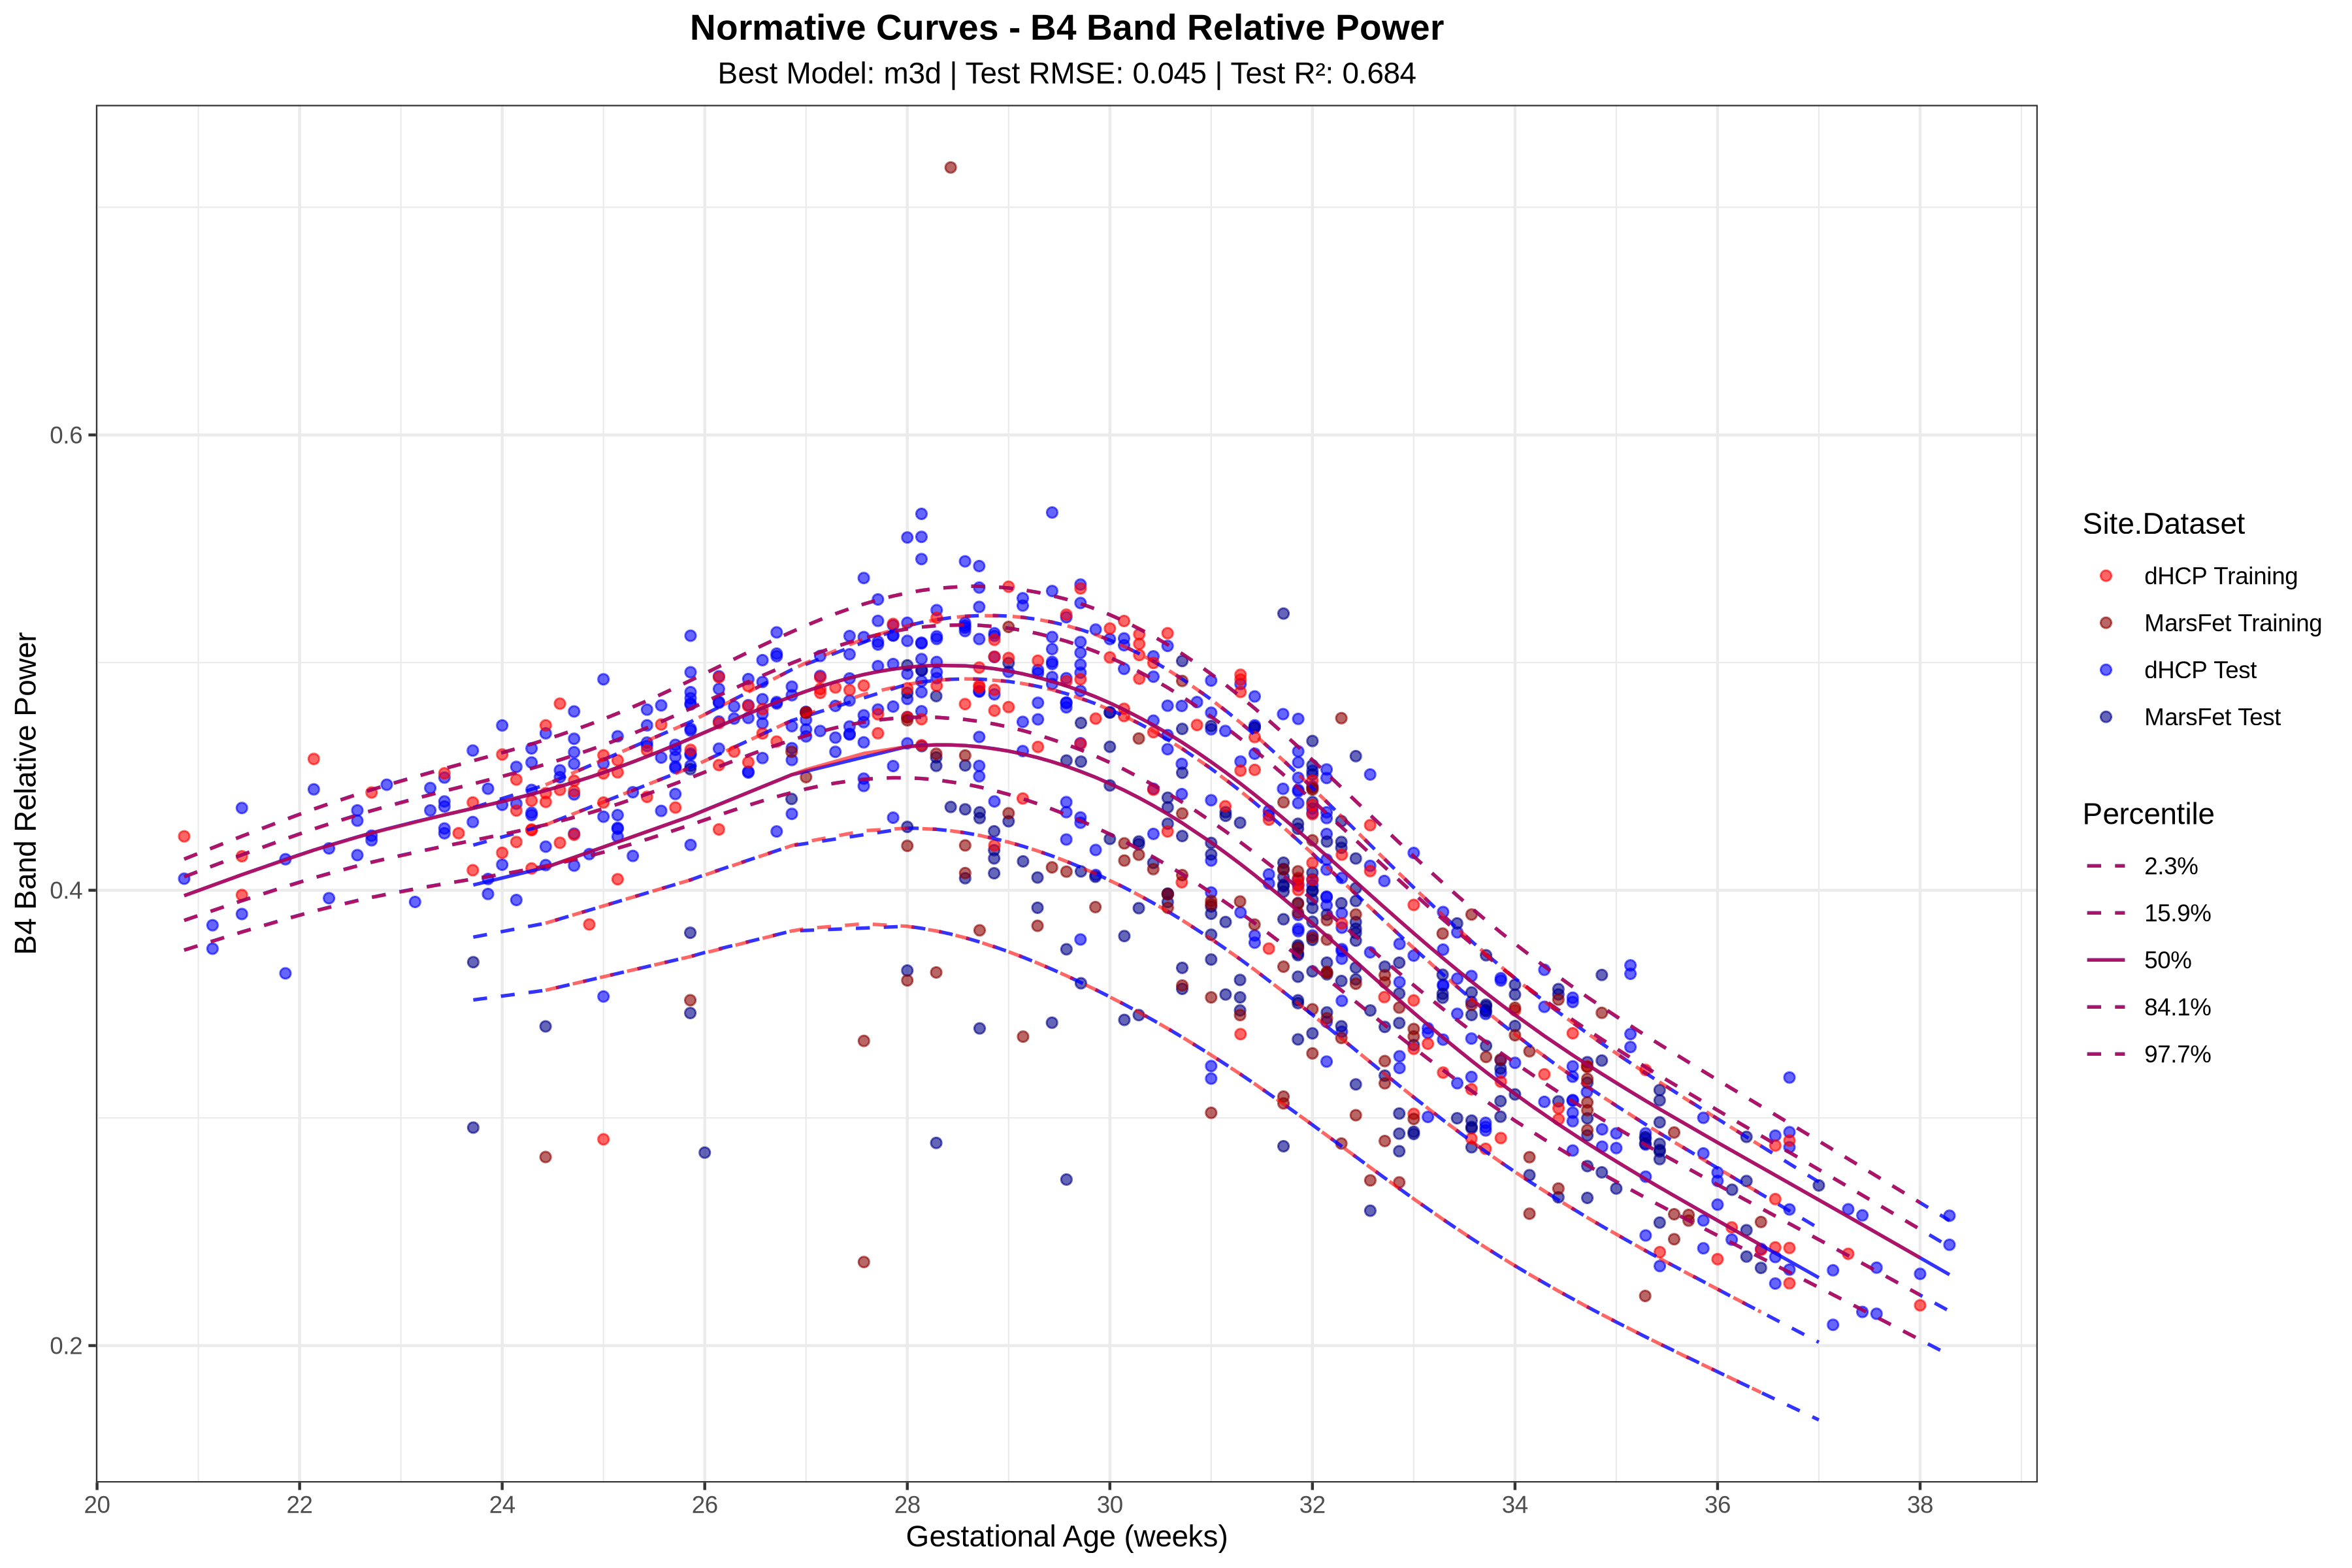 Normative Curves - B4 Band Relative Power
Best Model: m3d | Test RMSE: 0.045 | Test R²: 0.684
B4 Band Relative Power
0.6
0.4
0.2
20 22 24 26 28 30 32 34 36 38
Gestational Age (weeks)
Site.Dataset
dHCP Training
MarsFet Training
dHCP Test
MarsFet Test
Percentile
2.3%
15.9%
50%
84.1%
97.7%